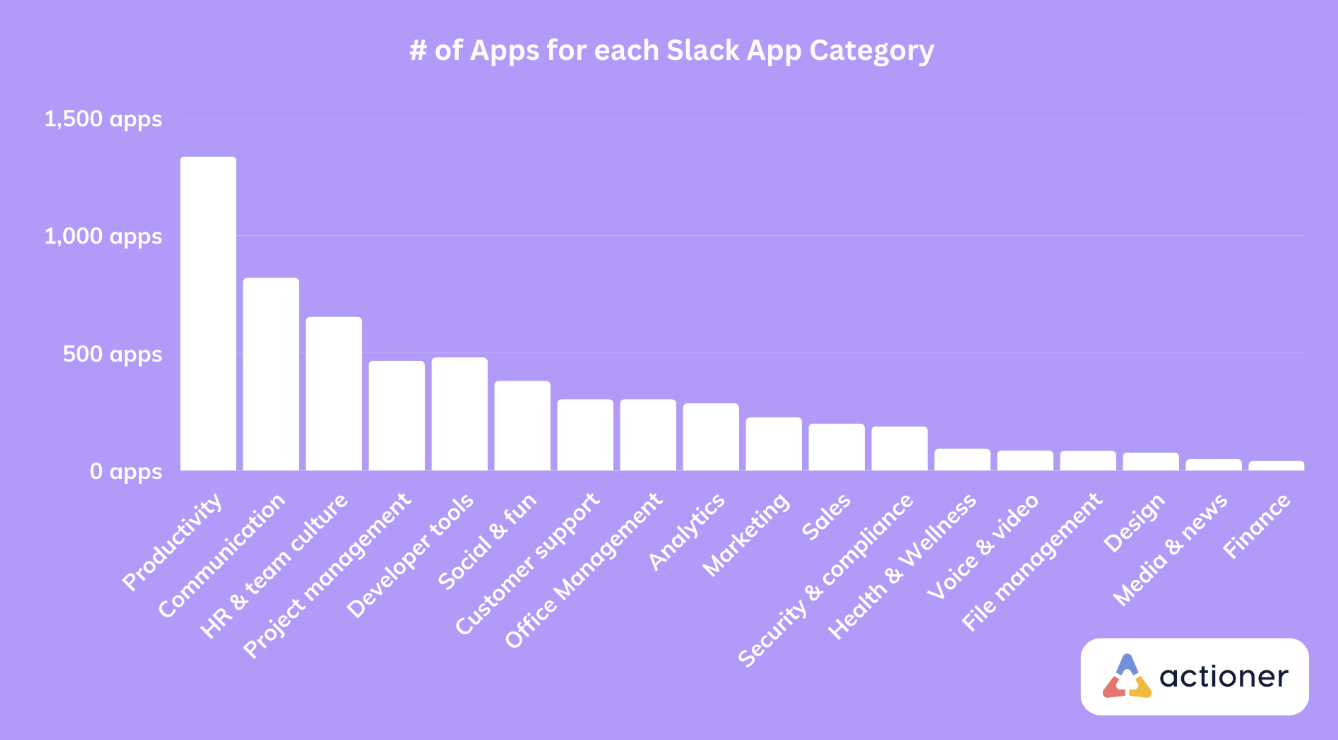 # of Apps for each Slack App Category
1,500 apps
1,000 apps
500 apps
0 apps
Productivity
Communication
HR & team culture
Project management
Developer tools
Social & fun
Customer support
Office Management
Analytics
Marketing
Sales
Security & compliance
Health & Wellness
Voice & video
File management
Design
Media & news
Finance
actioner